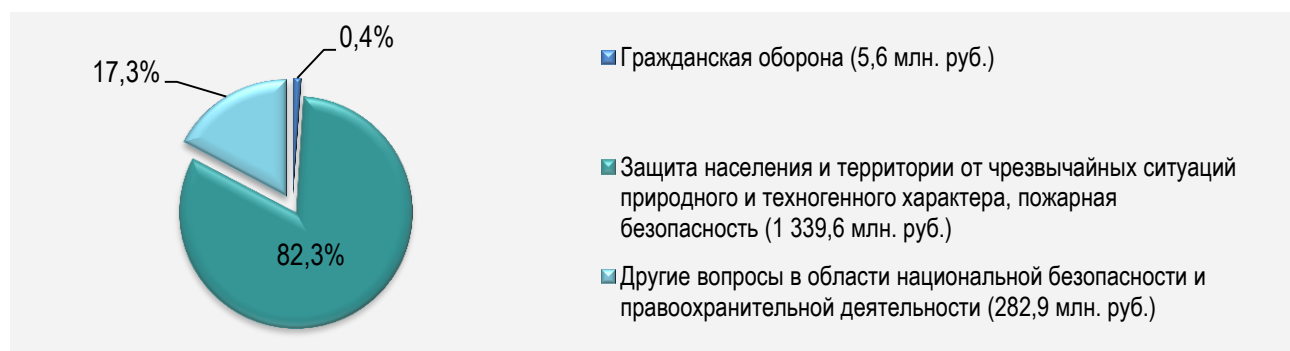 0,4%
17,3%
82,3%
Гражданская оборона (5,6 млн. руб.)
Защита населения и территории от чрезвычайных ситуаций
природного и техногенного характера, пожарная
безопасность (1 339,6 млн. руб.)
Другие вопросы в области национальной безопасности и
правоохранительной деятельности (282,9 млн. руб.)